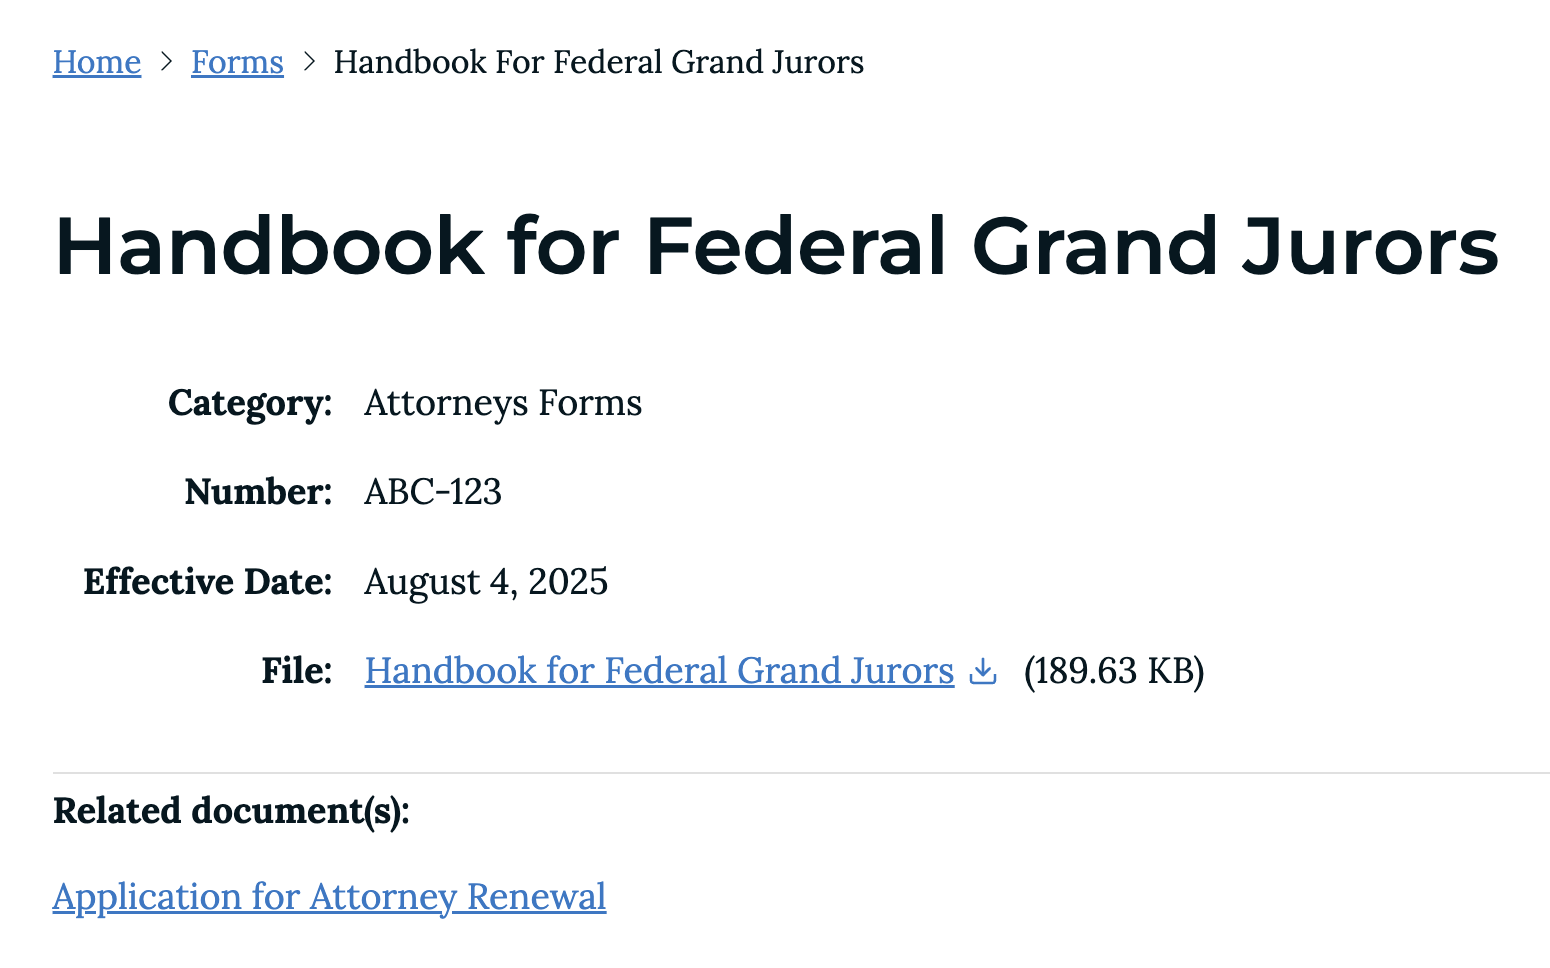 Home > Forms > Handbook For Federal Grand Jurors
Handbook for Federal Grand Jurors
Category: Attorneys Forms
Number: ABC-123
Effective Date: August 4, 2025
File: Handbook for Federal Grand Jurors (189.63 KB)
Related document(s):
Application for Attorney Renewal